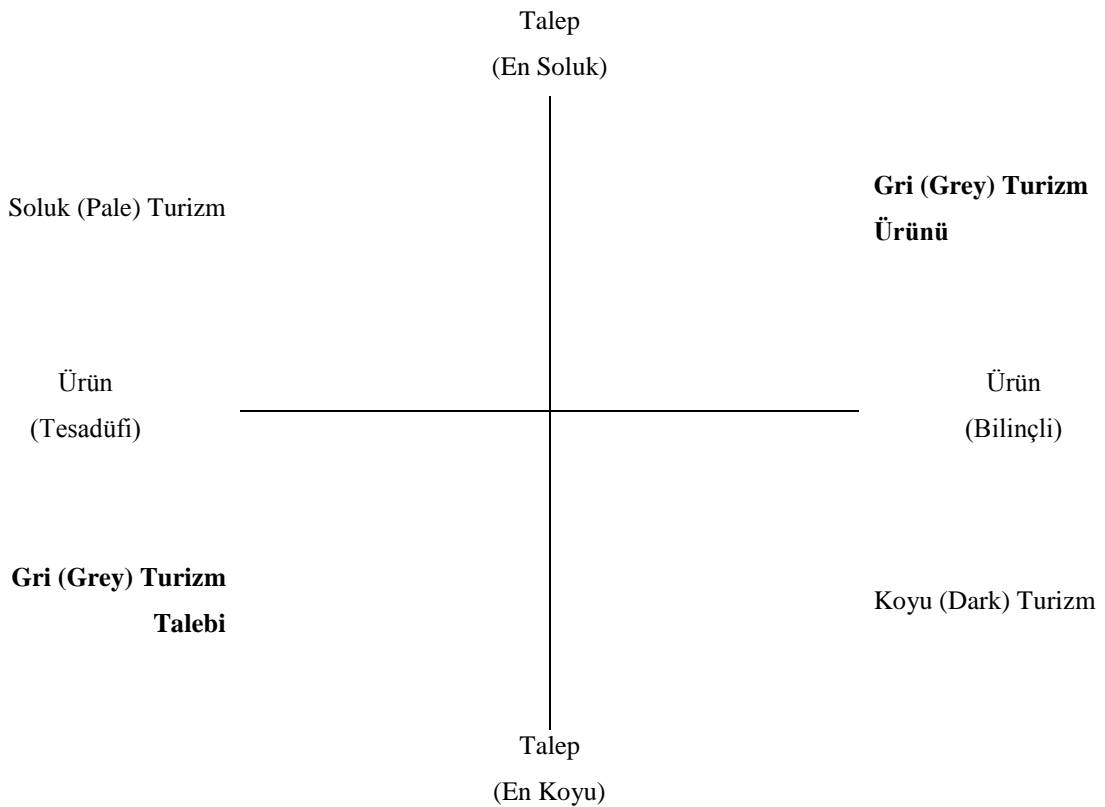 Talep
(En Soluk)
Soluk (Pale) Turizm
Gri (Grey) Turizm
Ürünü
Ürün
(Tesadüfi)
Ürün
(Bilinçli)
Gri (Grey) Turizm
Talebi
Koyu (Dark) Turizm
Talep
(En Koyu)